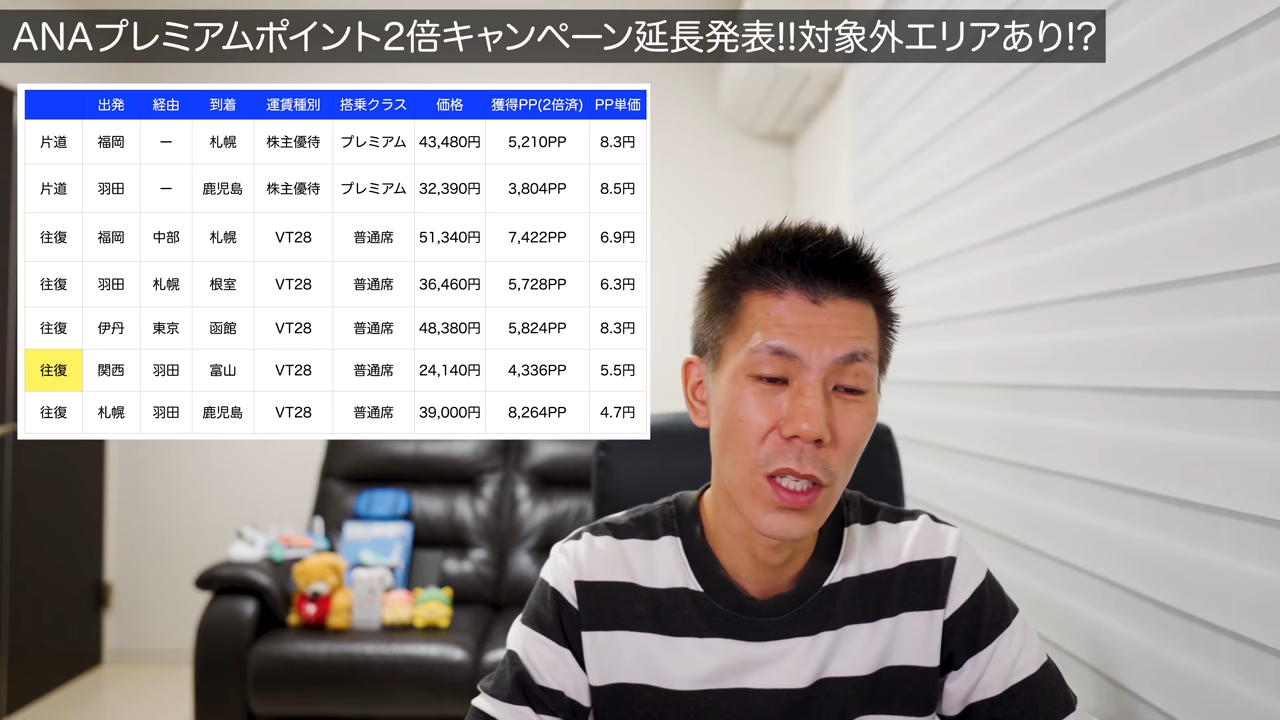 ANAプレミアムポイント2倍キャンペーン延長発表!!対象外エリアあり!?
出発 経由 到着 運賃種別 搭乗クラス 価格 獲得PP(2倍済) PP単価
片道 福岡 ー 札幌 株主優待 プレミアム 43,480円 5,210PP 8.3円
片道 羽田 ー 鹿児島 株主優待 プレミアム 32,390円 3,804PP 8.5円
往復 福岡 中部 札幌 VT28 普通席 51,340円 7,422PP 6.9円
往復 羽田 札幌 根室 VT28 普通席 36,460円 5,728PP 6.3円
往復 伊丹 東京 函館 VT28 普通席 48,380円 5,824PP 8.3円
往復 関西 羽田 富山 VT28 普通席 24,140円 4,336PP 5.5円
往復 札幌 羽田 鹿児島 VT28 普通席 39,000円 8,264PP 4.7円